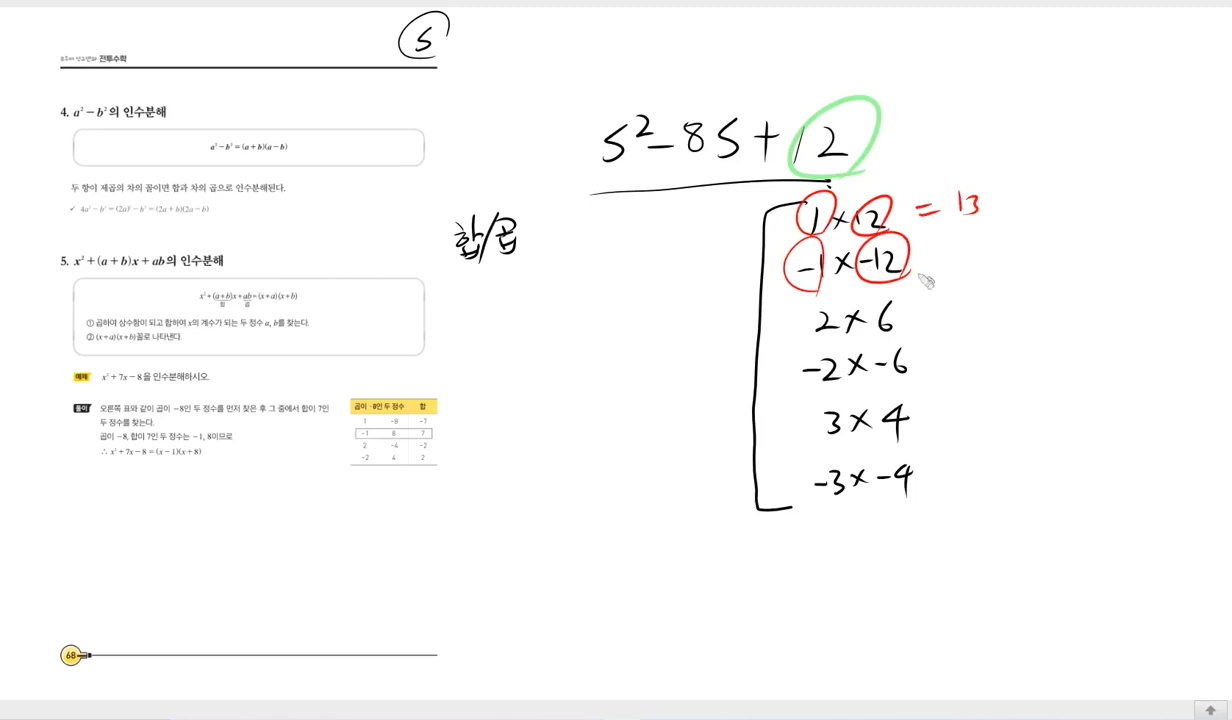 5
전투수학
4. a² − b²의 인수분해
a² − b² = (a + b)(a − b)
두 항이 제곱의 차의 꼴이면 합과 차의 곱으로 인수분해된다.
✓ 4a² − b² = (2a)² − b² = (2a + b)(2a − b)
5. x² + (a + b)x + ab의 인수분해
x² + (a+b)x + ab = (x+a)(x+b)
합 곱
① 곱하여 상수항이 되고 합하여 x의 계수가 되는 두 정수 a, b를 찾는다.
② (x+a)(x+b)꼴로 나타낸다.
예제 x² + 7x − 8을 인수분해하시오.
풀이 오른쪽 표와 같이 곱이 −8인 두 정수를 먼저 찾은 후 그 중에서 합이 7인
두 정수를 찾는다.
곱이 −8, 합이 7인 두 정수는 −1, 8이므로
∴ x² + 7x − 8 = (x − 1)(x + 8)
곱이 −8인 두 정수 합
1 −8 −7
−1 8 7
2 −4 −2
−2 4 2
68
합/곱
5² − 85 + 12
1 × 12 = 13
−1 × −12
2 × 6
−2 × −6
3 × 4
−3 × −4